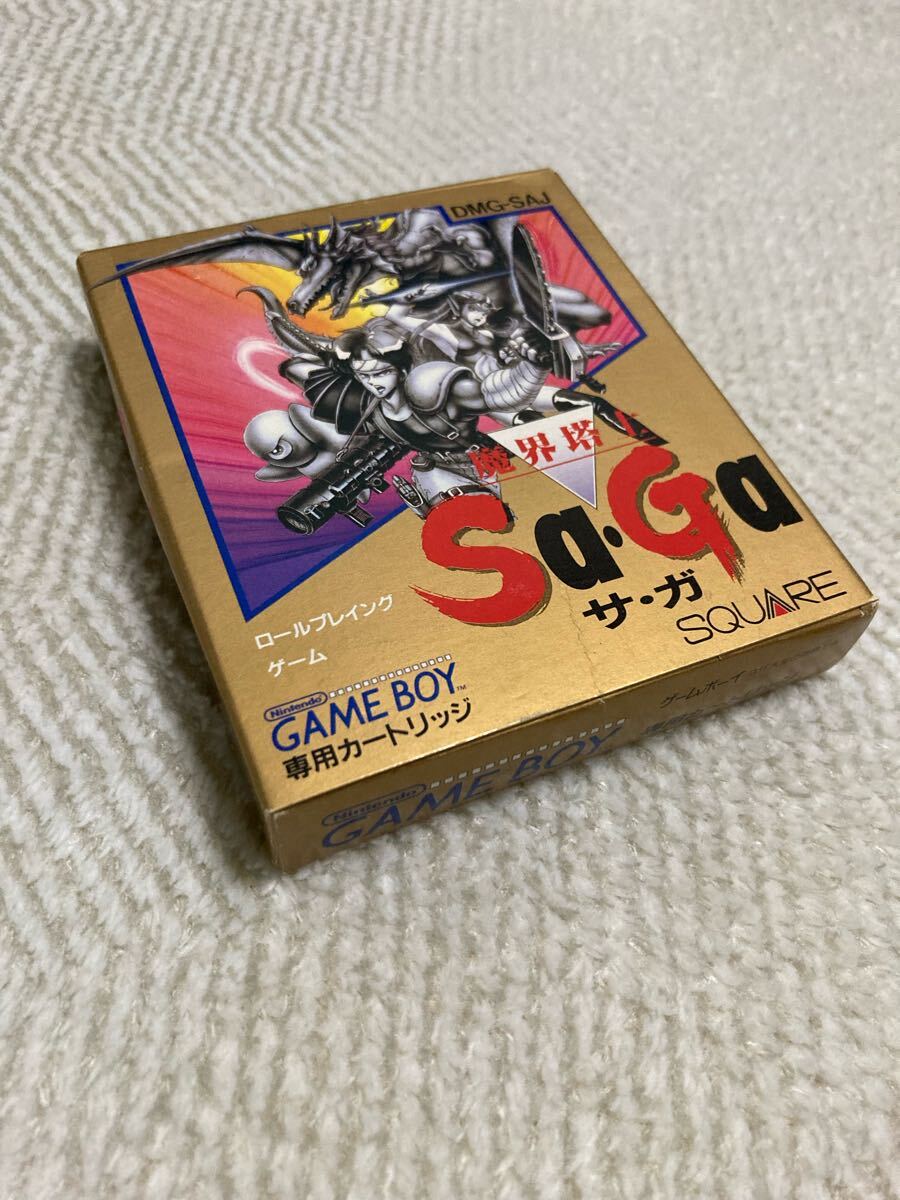 DMG-SAJ
魔界塔士
Sa・Ga
サ・ガ
SQUARE
ロールプレイング
ゲーム
Nintendo
GAME BOY™
専用カートリッジ
Nintendo
GAME BOY
ゲームボーイ